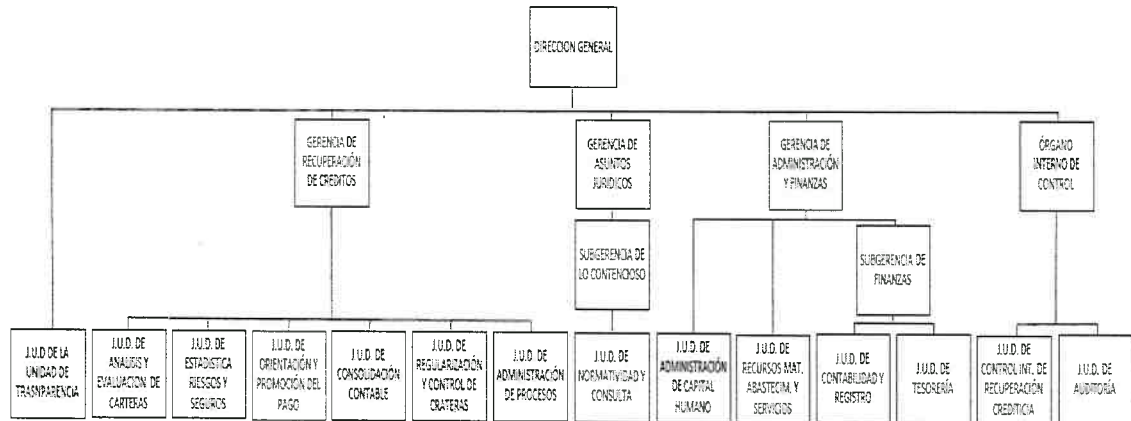 DIRECCION GENERAL
GERENCIA DE
RECUPERACIÓN
DE CREDITOS
GERENCIA DE
ASUNTOS
JURIDICOS
GERENCIA DE
ADMINISTRACIÓN
Y FINANZAS
ÓRGANO
INTERNO DE
CONTROL
SUBGERENCIA DE
LO CONTENCIOSO
SUBGERENCIA DE
FINANZAS
J.U.D DE LA
UNIDAD DE
TRASNPARENCIA
J.U.D. DE
ANALISIS Y
EVALUACION DE
CARTERAS
J.U.D. DE
ESTADISTICA
RIESGOS Y
SEGUROS
J.U.D. DE
ORIENTACIÓN Y
PROMOCIÓN DEL
PAGO
J.U.D. DE
CONSOLIDACIÓN
CONTABLE
J.U.D. DE
REGULARIZACIÓN
Y CONTROL DE
CRATERAS
J.U.D. DE
ADMINISTRACIÓN
DE PROCESOS
J.U.D. DE
NORMATIVIDAD Y
CONSULTA
J.U.D. DE
ADMINISTRACIÓN
DE CAPITAL
HUMANO
J.U.D. DE
RECURSOS MAT.
ABASTECIM. Y
SERVICIOS
J.U.D. DE
CONTABILIDAD Y
REGISTRO
J.U.D. DE
TESORERÍA
J.U.D. DE
CONTROL INT. DE
RECUPERACIÓN
CREDITICIA
J.U.D. DE
AUDITORÍA